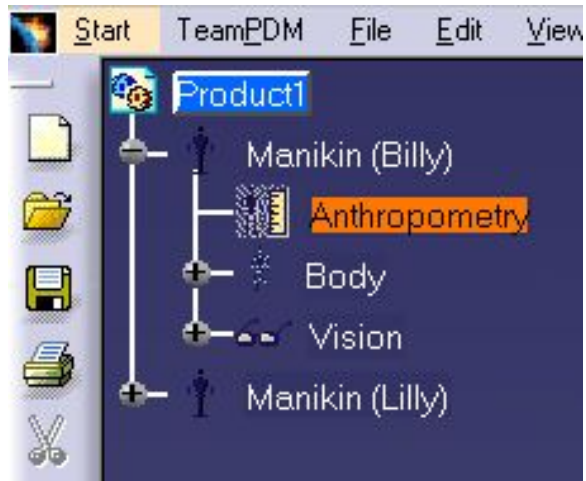 Start TeamPDM File Edit View
Product1
Manikin (Billy)
Anthropometry
Body
Vision
Manikin (Lilly)